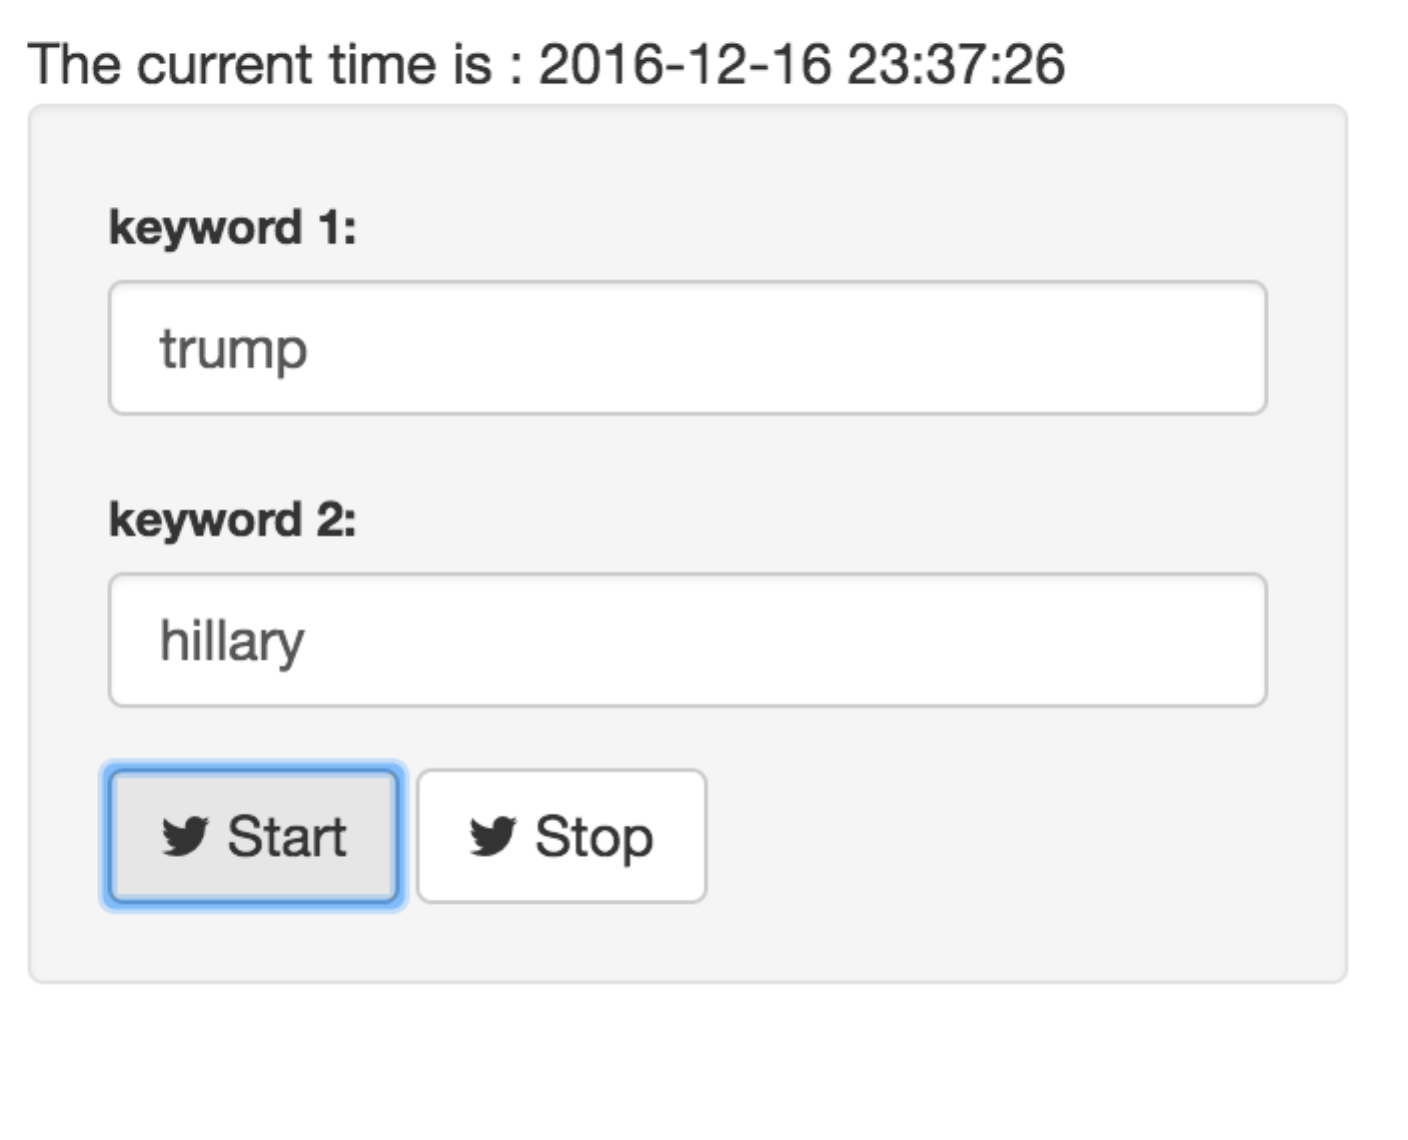 The current time is : 2016-12-16 23:37:26
keyword 1:
trump
keyword 2:
hillary
Start Stop